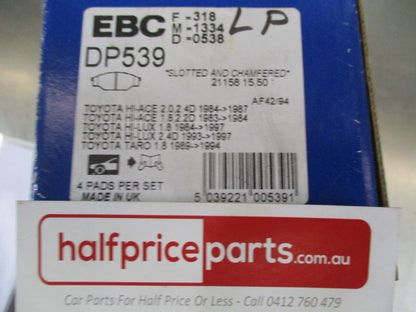 EBC
F -318
M -1334
D -0538
LP
DP539
"SLOTTED AND CHAMFERED"
21156 15.50
AF42/94
TOYOTA HI-ACE 2.0.2 4D 1984->1987
TOYOTA HI-ACE 1.8.2.2D 1983->1984
TOYOTA HI-LUX 1.8 1984->1997
TOYOTA HI-LUX 2.4D 1993->1997
TOYOTA TARO 1.8 1989->1994
4 PADS PER SET
MADE IN UK
5 039221 005391
halfpriceparts.com.au
Car Parts For Half Price Or Less - Call 0412 760 479